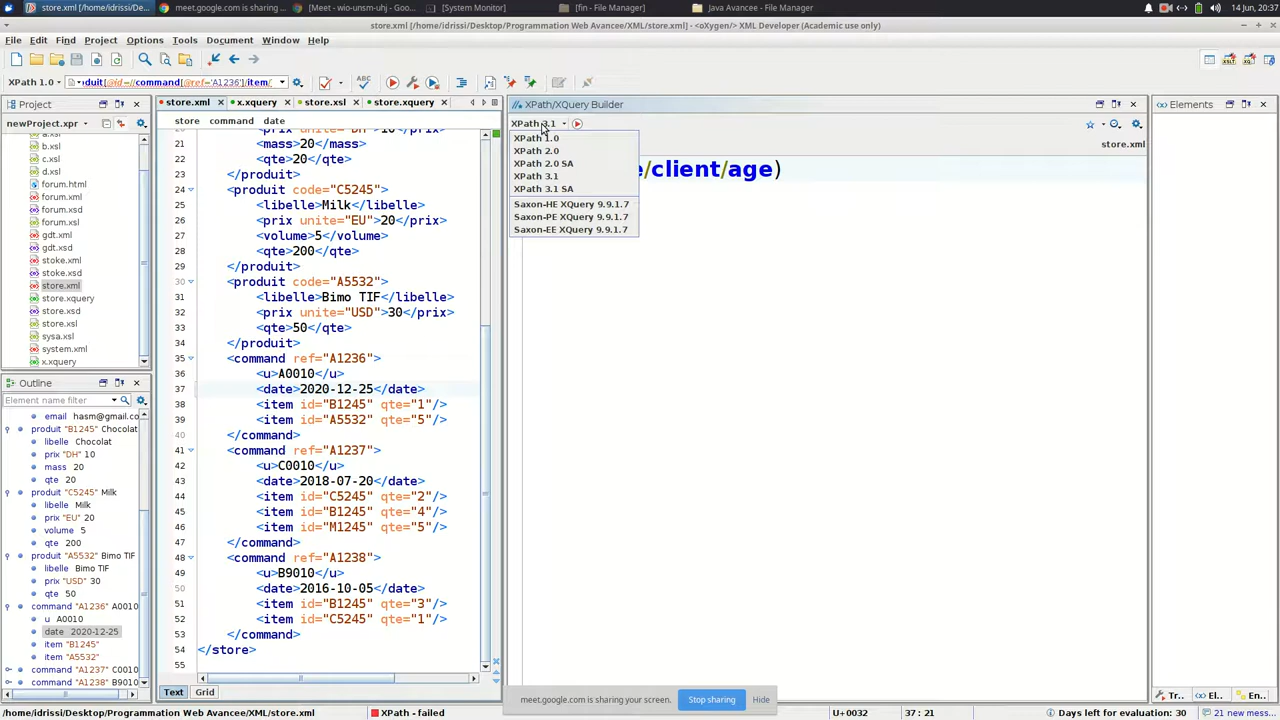 store.xml [/home/idrissi/De...
meet.google.com is sharing ...
[Meet - wio-unsm-uhj - Goo...
[System Monitor]
[fin - File Manager]
Java Avancee - File Manager
14 Jun, 20:37
store.xml [/home/idrissi/Desktop/Programmation Web Avancee/XML/store.xml] - <oXygen/> XML Developer (Academic use only)
File Edit Find Project Options Tools Document Window Help
XPath 1.0
duit[@id=//command[@ref='A1236']/item/
Project
newProject.xpr
a.xsl
b.xsl
c.xsl
d.xsl
forum.html
forum.xml
forum.xsd
forum.xsl
gdt.xml
gdt.xsd
stoke.xml
stoke.xsd
store.xml
store.xquery
store.xsd
store.xsl
sysa.xsl
system.xml
x.xquery
Outline
Element name filter
email hasm@gmail.co
produit "B1245" Chocolat
libelle Chocolat
prix "DH" 10
mass 20
qte 20
produit "C5245" Milk
libelle Milk
prix "EU" 20
volume 5
qte 200
produit "A5532" Bimo TIF
libelle Bimo TIF
prix "USD" 30
qte 50
command "A1236" A0010
u A0010
date 2020-12-25
item "B1245"
item "A5532"
command "A1237" C0010
command "A1238" B9010
store.xml x.xquery store.xsl store.xquery
store command date
21 <mass>20</mass>
22 <qte>20</qte>
23 </produit>
24 <produit code="C5245">
25 <libelle>Milk</libelle>
26 <prix unite="EU">20</prix>
27 <volume>5</volume>
28 <qte>200</qte>
29 </produit>
30 <produit code="A5532">
31 <libelle>Bimo TIF</libelle>
32 <prix unite="USD">30</prix>
33 <qte>50</qte>
34 </produit>
35 <command ref="A1236">
36 <u>A0010</u>
37 <date>2020-12-25</date>
38 <item id="B1245" qte="1"/>
39 <item id="A5532" qte="5"/>
40 </command>
41 <command ref="A1237">
42 <u>C0010</u>
43 <date>2018-07-20</date>
44 <item id="C5245" qte="2"/>
45 <item id="B1245" qte="4"/>
46 <item id="M1245" qte="5"/>
47 </command>
48 <command ref="A1238">
49 <u>B9010</u>
50 <date>2016-10-05</date>
51 <item id="B1245" qte="3"/>
52 <item id="C5245" qte="1"/>
53 </command>
54 </store>
55
Text Grid
XPath/XQuery Builder
XPath 3.1
store.xml
XPath 1.0
XPath 2.0
XPath 2.0 SA
XPath 3.1
XPath 3.1 SA
Saxon-HE XQuery 9.9.1.7
Saxon-PE XQuery 9.9.1.7
Saxon-EE XQuery 9.9.1.7
e/client/age)
Elements
Tr... El... En...
meet.google.com is sharing your screen. Stop sharing Hide
/home/idrissi/Desktop/Programmation Web Avancee/XML/store.xml
XPath - failed
U+0032
37 : 21
Days left for evaluation: 30
21 new mess...